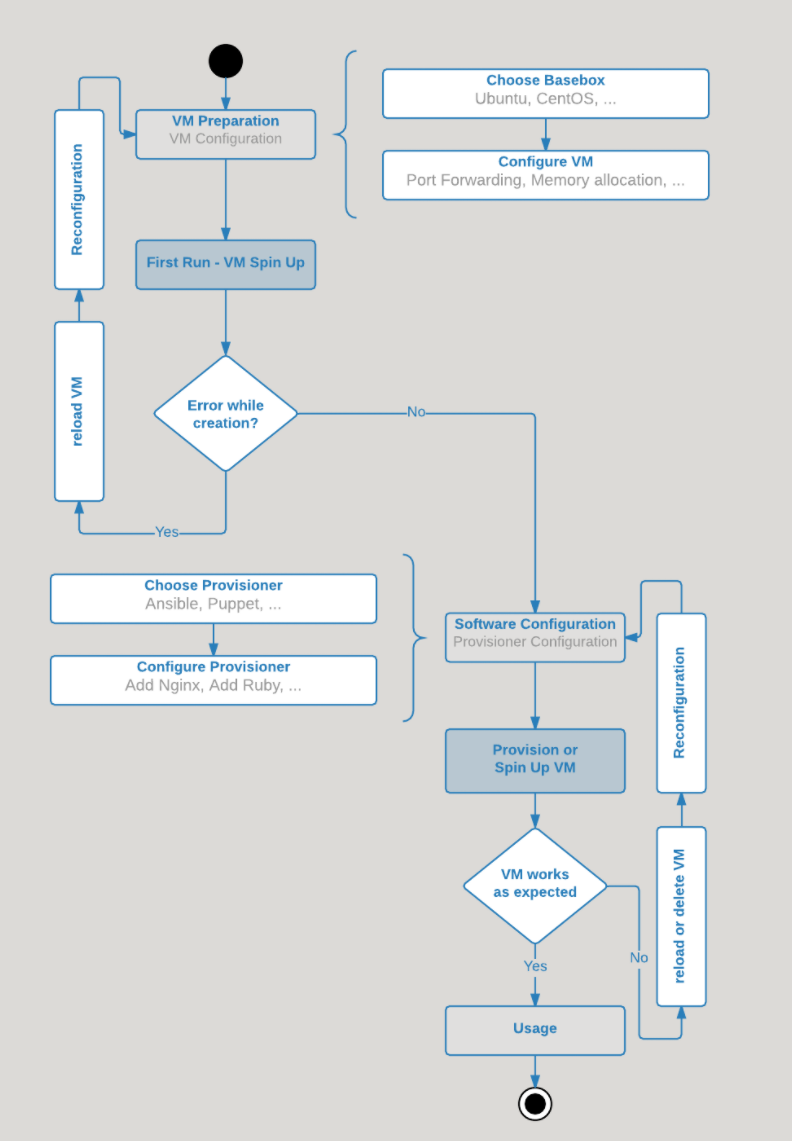 Choose Basebox
Ubuntu, CentOS, ...
VM Preparation
VM Configuration
Configure VM
Port Forwarding, Memory allocation, ...
Reconfiguration
First Run - VM Spin Up
reload VM
Error while
creation?
No
Yes
Choose Provisioner
Ansible, Puppet, ...
Configure Provisioner
Add Nginx, Add Ruby, ...
Software Configuration
Provisioner Configuration
Reconfiguration
Provision or
Spin Up VM
VM works
as expected
reload or delete VM
No
Yes
Usage